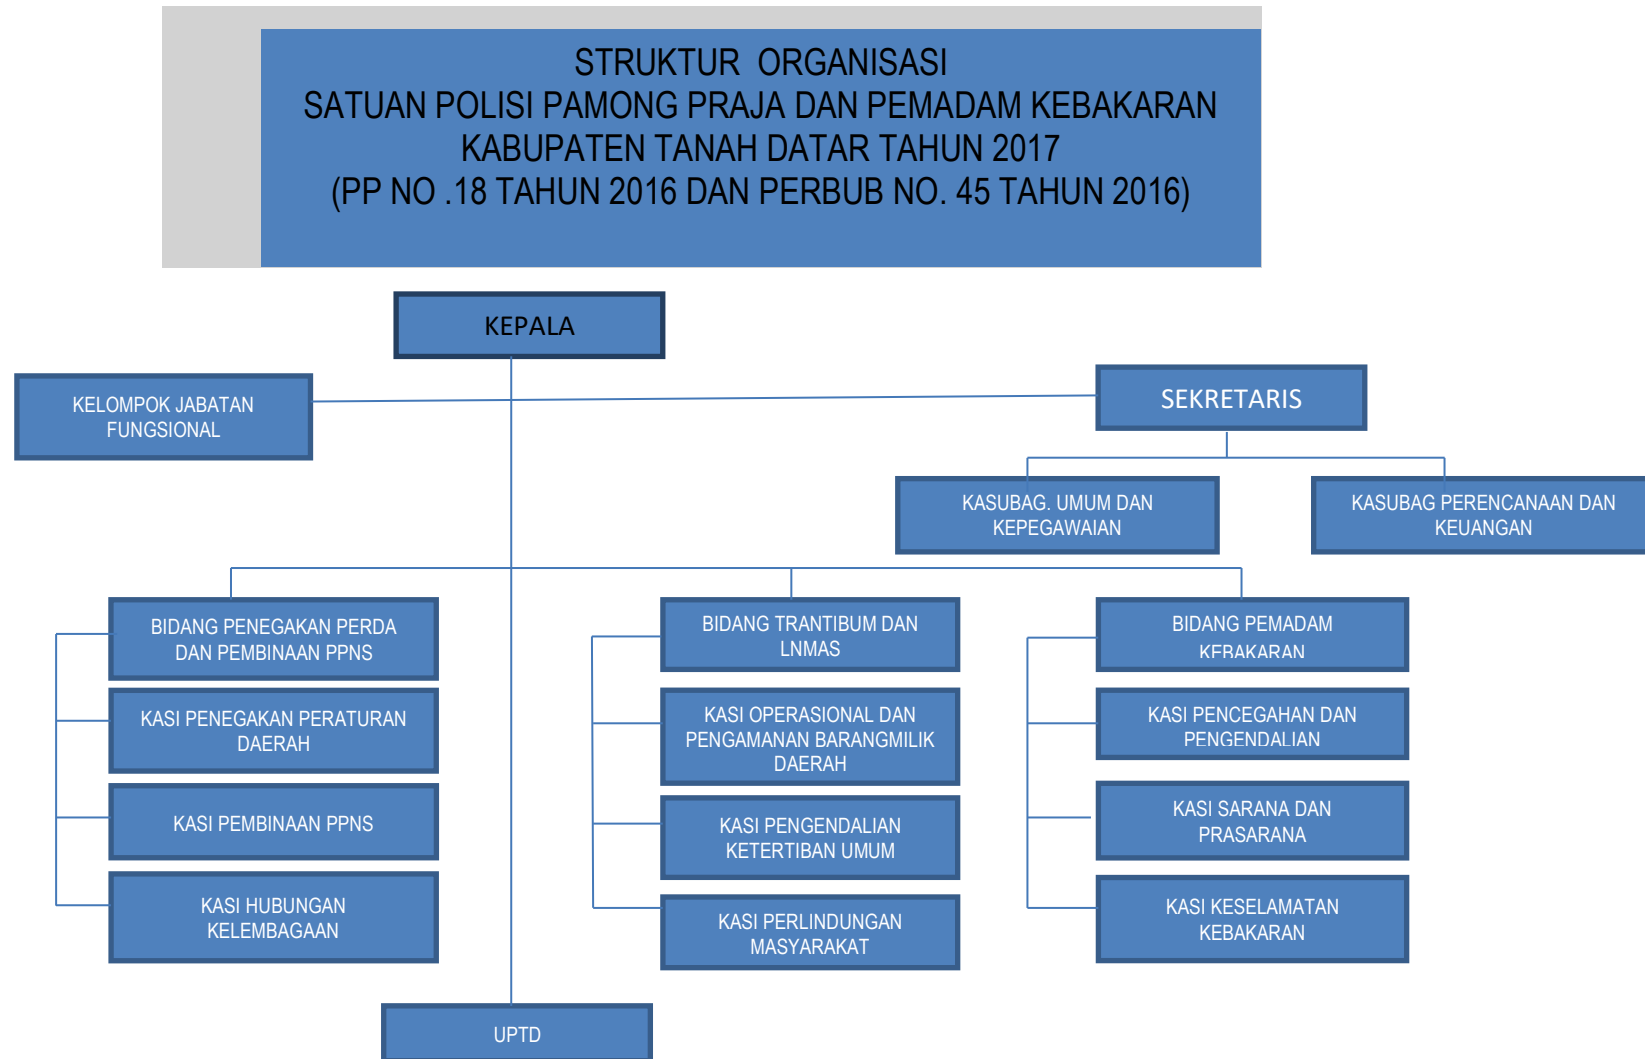 STRUKTUR ORGANISASI
SATUAN POLISI PAMONG PRAJA DAN PEMADAM KEBAKARAN
KABUPATEN TANAH DATAR TAHUN 2017
(PP NO .18 TAHUN 2016 DAN PERBUB NO. 45 TAHUN 2016)
KEPALA
KELOMPOK JABATAN
FUNGSIONAL
SEKRETARIS
KASUBAG. UMUM DAN
KEPEGAWAIAN
KASUBAG PERENCANAAN DAN
KEUANGAN
BIDANG PENEGAKAN PERDA
DAN PEMBINAAN PPNS
KASI PENEGAKAN PERATURAN
DAERAH
KASI PEMBINAAN PPNS
KASI HUBUNGAN
KELEMBAGAAN
BIDANG TRANTIBUM DAN
LNMAS
KASI OPERASIONAL DAN
PENGAMANAN BARANGMILIK
DAERAH
KASI PENGENDALIAN
KETERTIBAN UMUM
KASI PERLINDUNGAN
MASYARAKAT
BIDANG PEMADAM
KEBAKARAN
KASI PENCEGAHAN DAN
PENGENDALIAN
KASI SARANA DAN
PRASARANA
KASI KESELAMATAN
KEBAKARAN
UPTD